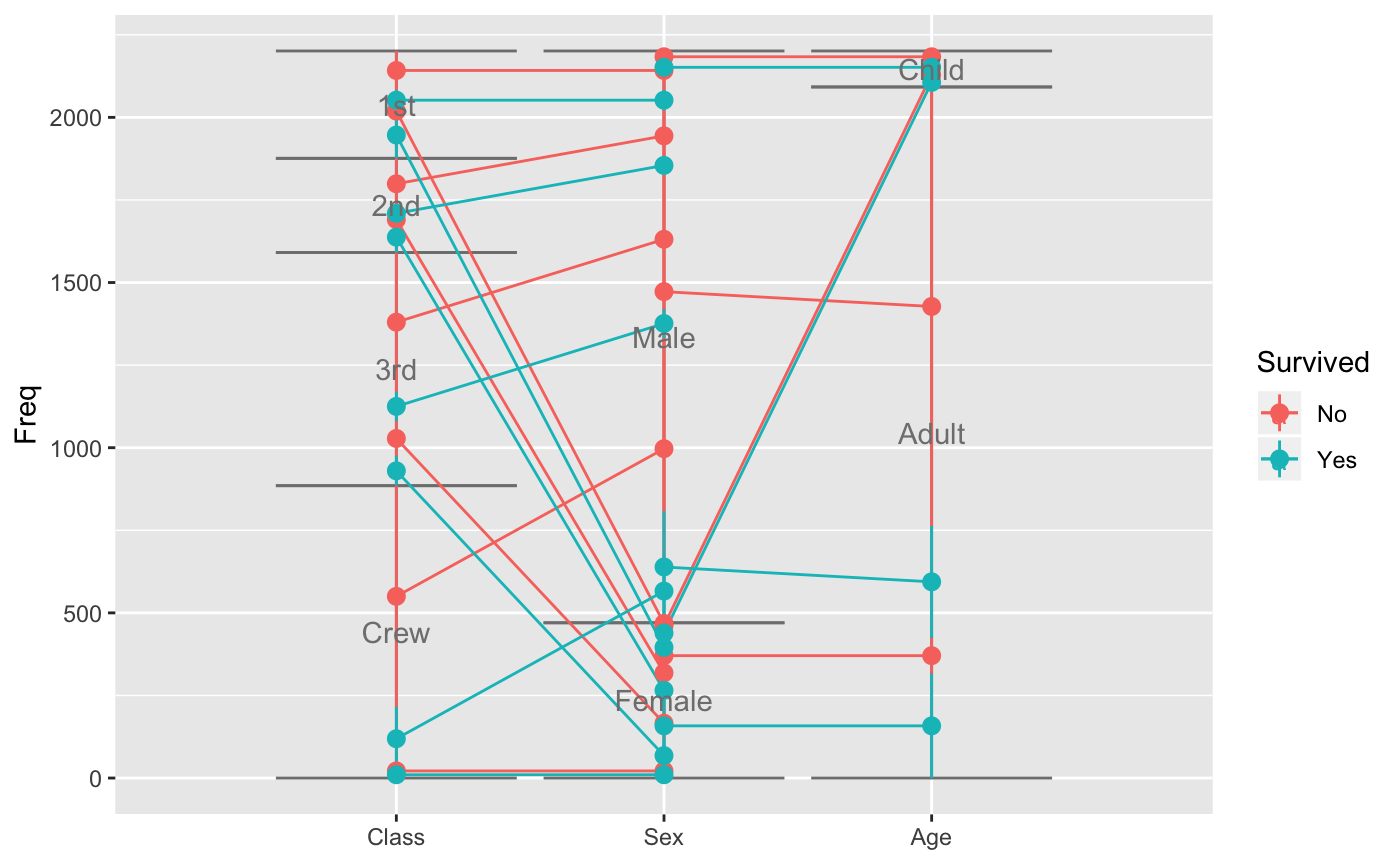 Freq
2000
1500
1000
500
0
1st
2nd
3rd
Crew
Male
Female
Child
Adult
Class
Sex
Age
Survived
No
Yes